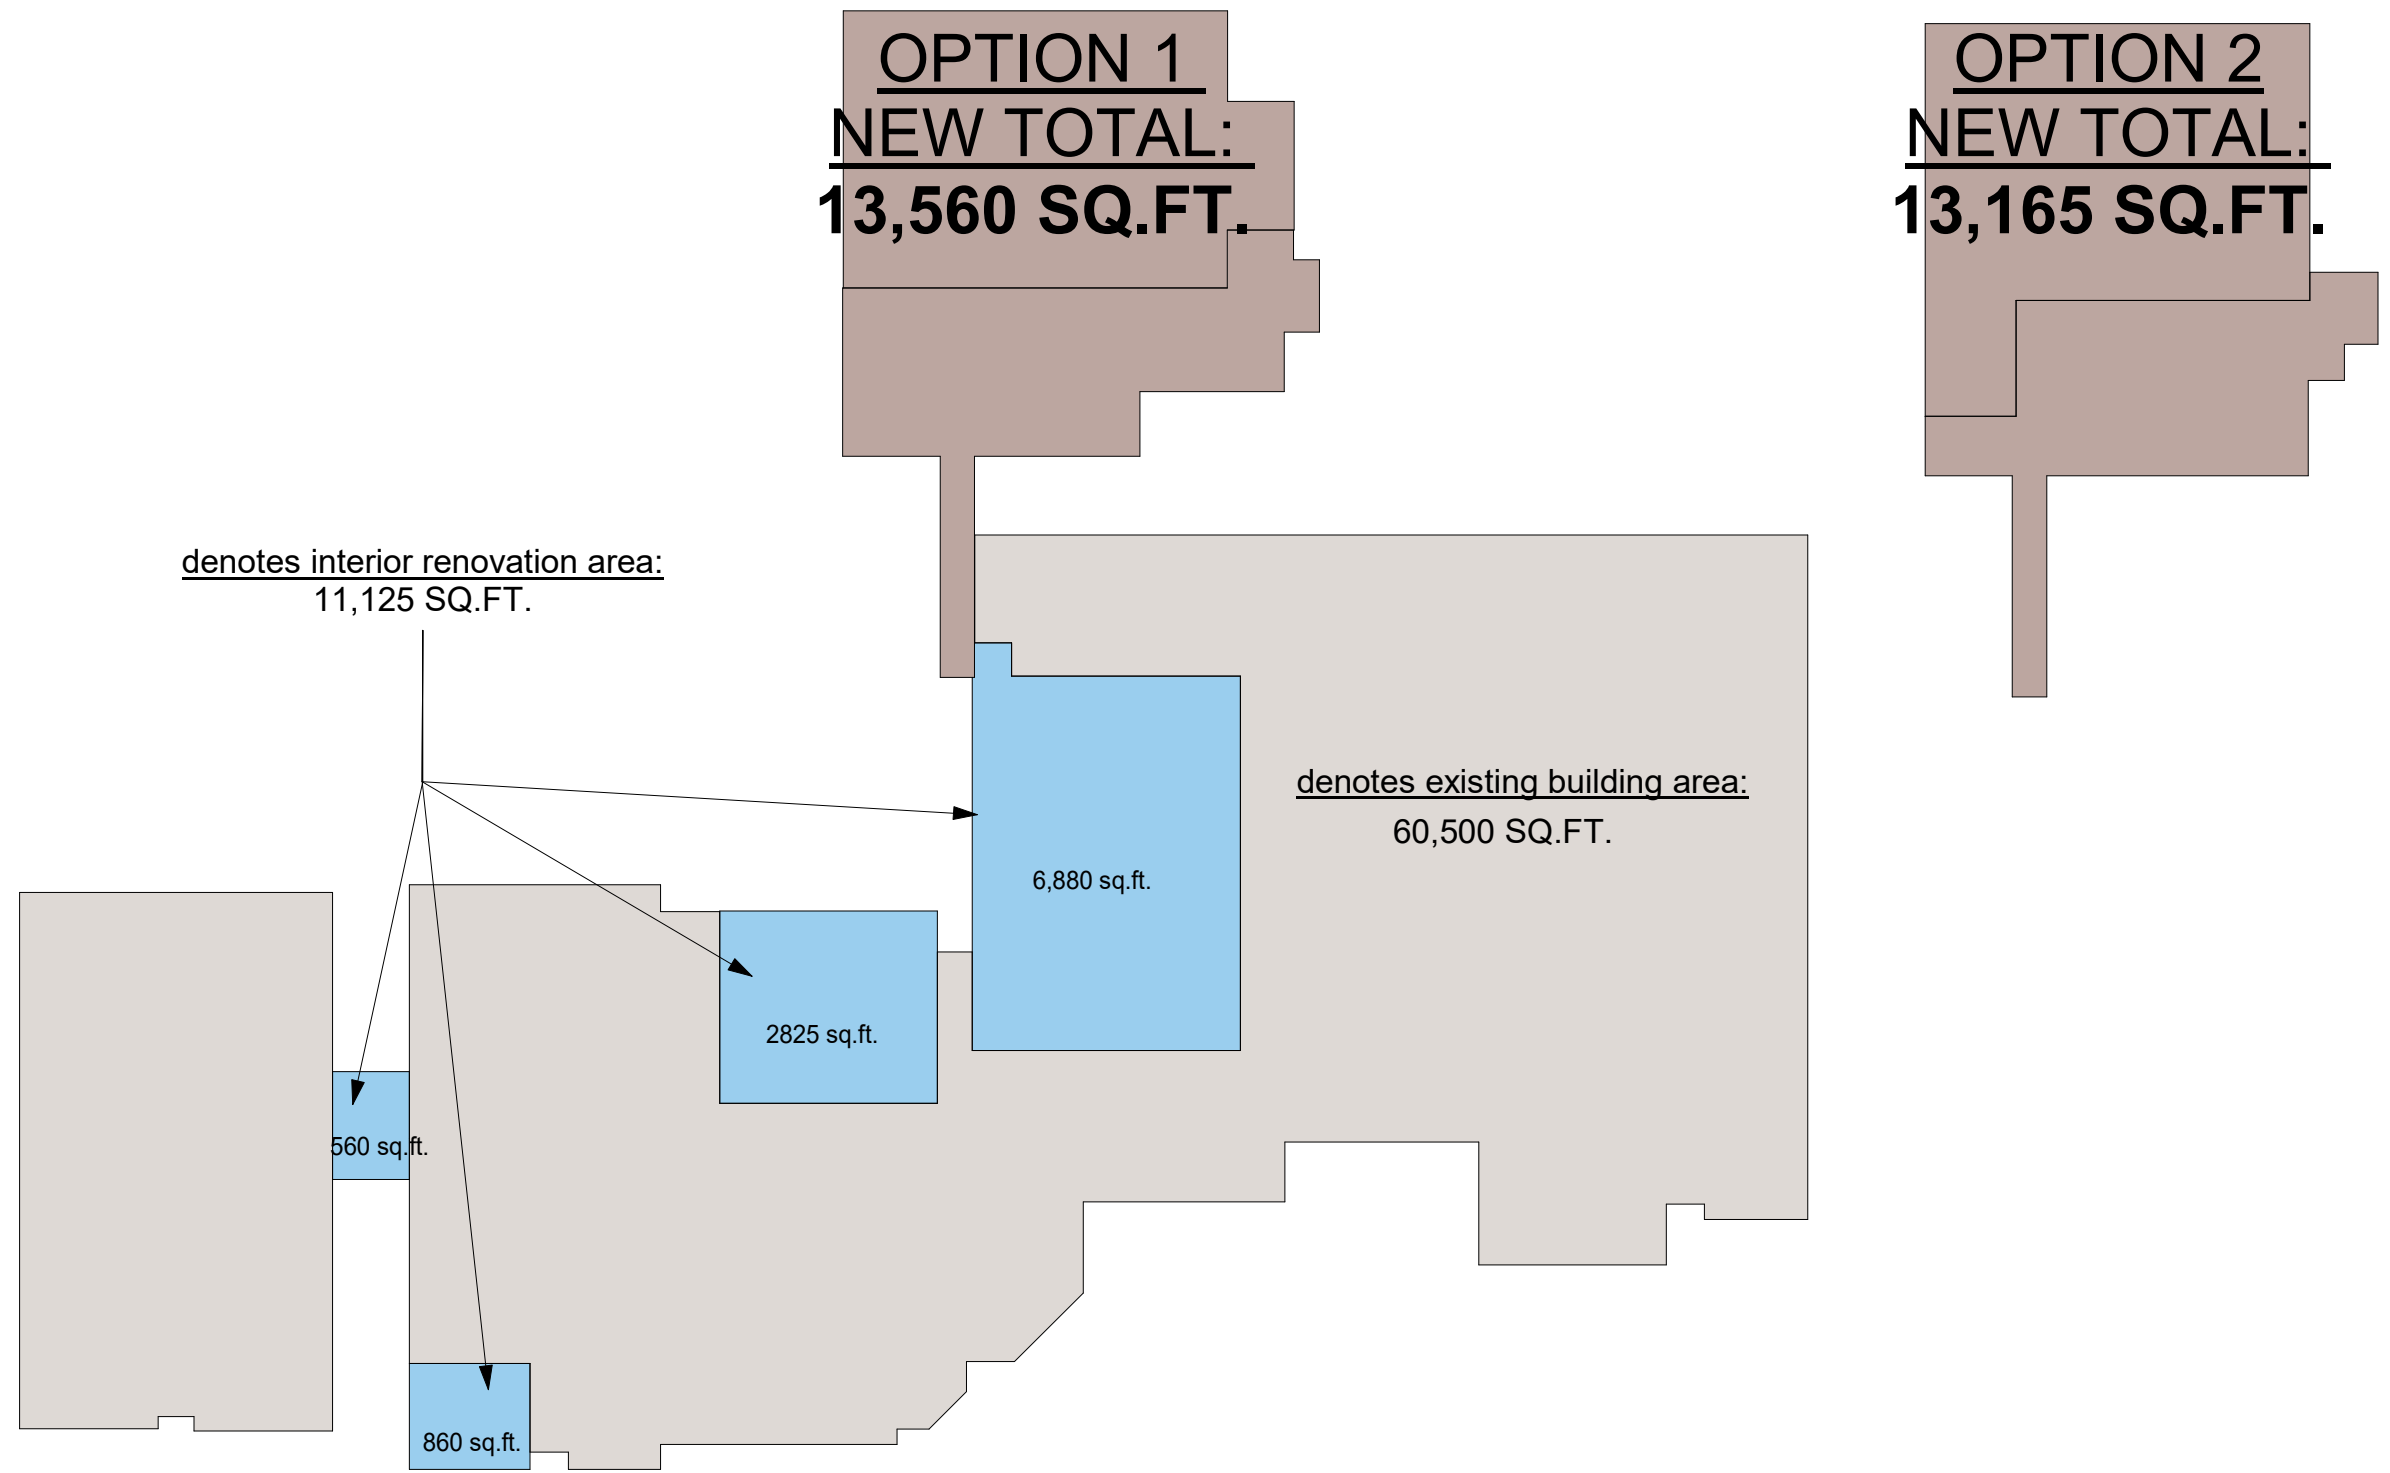 OPTION 1
NEW TOTAL:
13,560 SQ.FT.
OPTION 2
NEW TOTAL:
13,165 SQ.FT.
denotes interior renovation area:
11,125 SQ.FT.
denotes existing building area:
60,500 SQ.FT.
6,880 sq.ft.
2825 sq.ft.
560 sq.ft.
860 sq.ft.